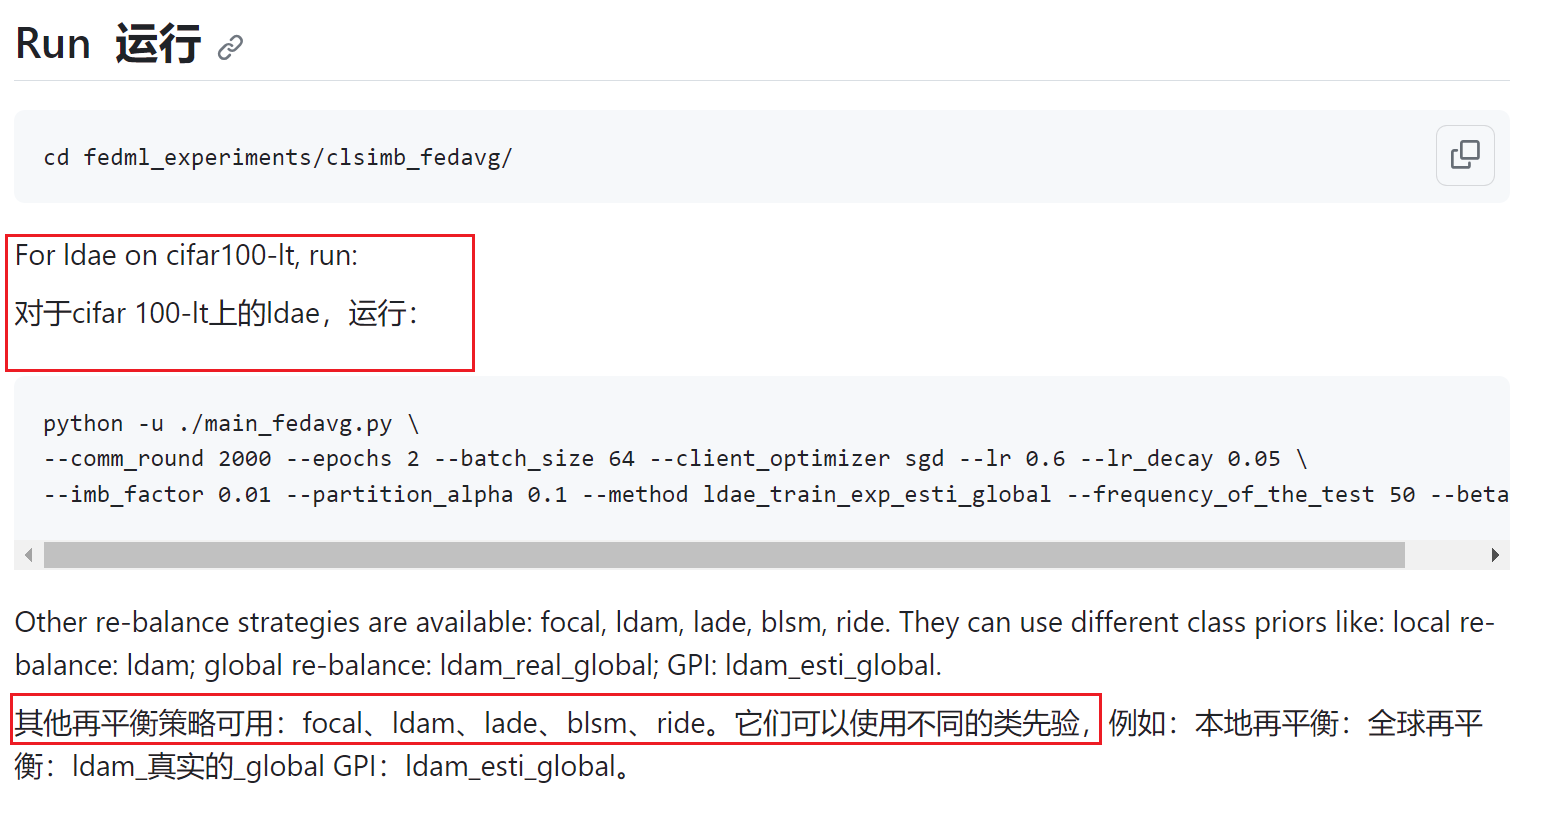 Run 运行
cd fedml_experiments/clsimb_fedavg/
For ldae on cifar100-lt, run:
对于cifar 100-lt上的ldae，运行：
python -u ./main_fedavg.py \
--comm_round 2000 --epochs 2 --batch_size 64 --client_optimizer sgd --lr 0.6 --lr_decay 0.05 \
--imb_factor 0.01 --partition_alpha 0.1 --method ldae_train_exp_esti_global --frequency_of_the_test 50 --beta
Other re-balance strategies are available: focal, ldam, lade, blsm, ride. They can use different class priors like: local re-
balance: ldam; global re-balance: ldam_real_global; GPI: ldam_esti_global.
其他再平衡策略可用：focal、ldam、lade、blsm、ride。它们可以使用不同的类先验，例如：本地再平衡：全球再平
衡：ldam_真实的_global GPI：ldam_esti_global。